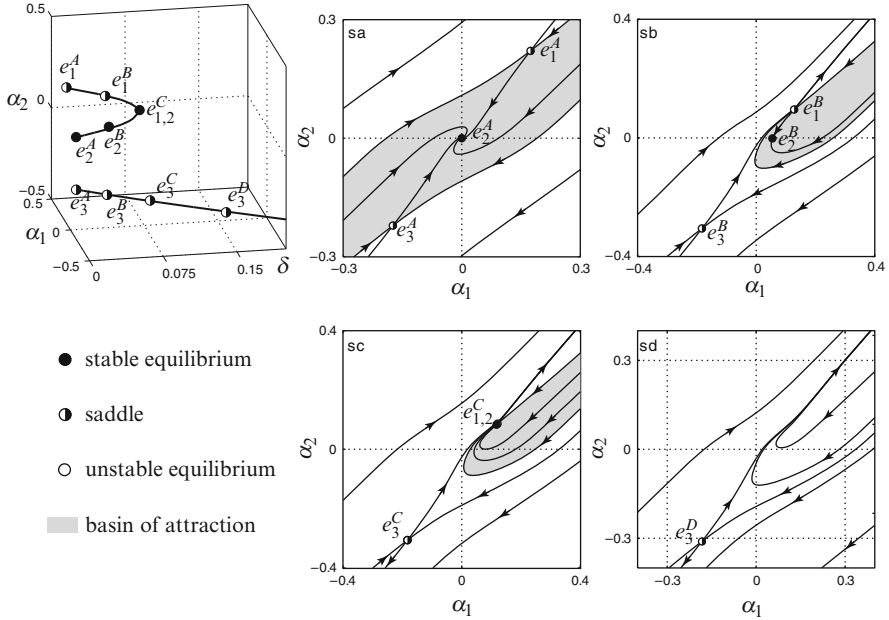 0.5
α₂
0
−0.5
0.5
α₁
0
−0.5
0
0.075
0.15
δ
e₁ᴬ
e₁ᴮ
e₁,₂ᶜ
e₂ᴬ
e₂ᴮ
e₃ᴬ
e₃ᴮ
e₃ᶜ
e₃ᴰ
sa
0.3
α₂
0
−0.3
−0.3
0
0.3
α₁
e₁ᴬ
e₂ᴬ
e₃ᴬ
sb
0.4
α₂
0
−0.4
−0.4
0
0.4
α₁
e₁ᴮ
e₂ᴮ
e₃ᴮ
stable equilibrium
saddle
unstable equilibrium
basin of attraction
sc
0.4
α₂
0
−0.4
−0.4
0
0.4
α₁
e₁,₂ᶜ
e₃ᶜ
sd
0.3
α₂
0
−0.3
−0.3
0
0.3
α₁
e₃ᴰ